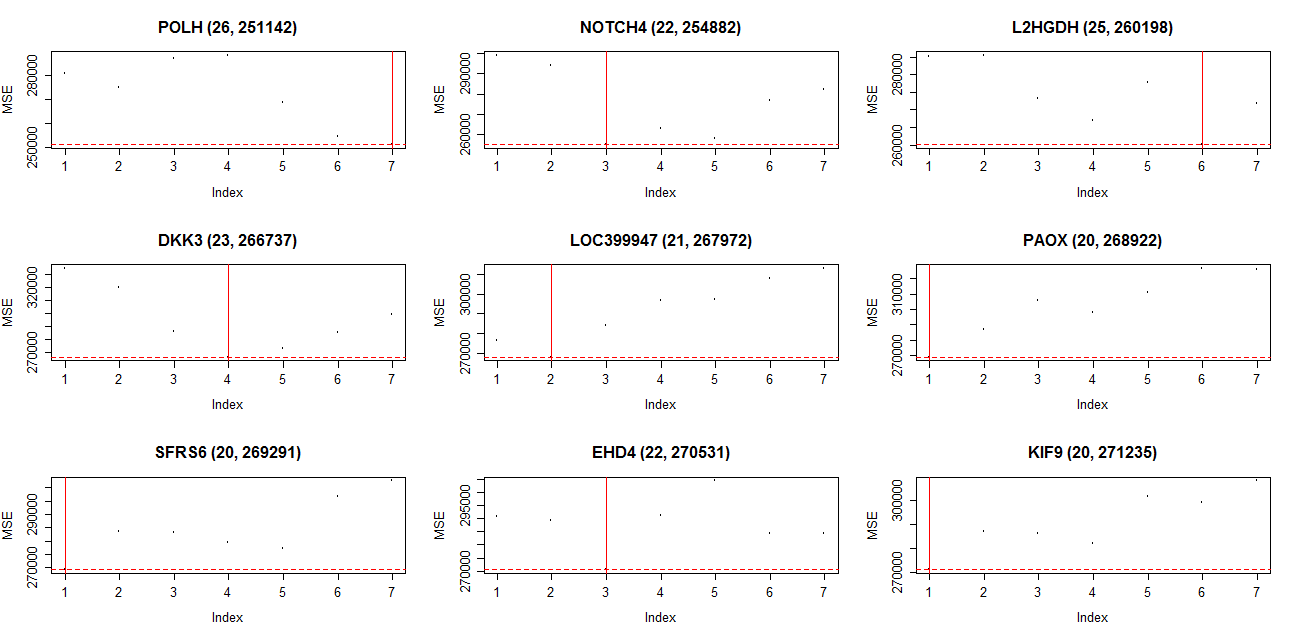 POLH (26, 251142)
MSE
250000 280000
1 2 3 4 5 6 7
Index
NOTCH4 (22, 254882)
MSE
260000 290000
1 2 3 4 5 6 7
Index
L2HGDH (25, 260198)
MSE
260000 280000
1 2 3 4 5 6 7
Index
DKK3 (23, 266737)
MSE
270000 320000
1 2 3 4 5 6 7
Index
LOC399947 (21, 267972)
MSE
270000 300000
1 2 3 4 5 6 7
Index
PAOX (20, 268922)
MSE
270000 310000
1 2 3 4 5 6 7
Index
SFRS6 (20, 269291)
MSE
270000 290000
1 2 3 4 5 6 7
Index
EHD4 (22, 270531)
MSE
270000 295000
1 2 3 4 5 6 7
Index
KIF9 (20, 271235)
MSE
270000 300000
1 2 3 4 5 6 7
Index